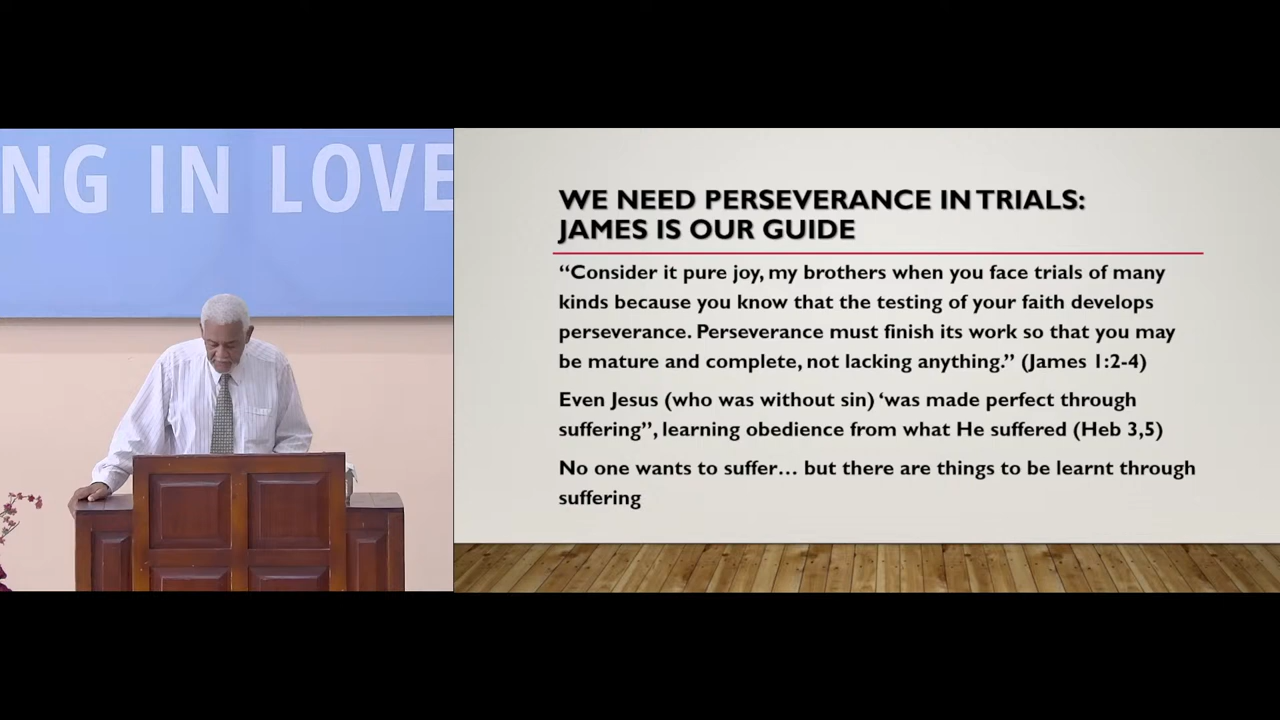 NG IN LOVE
WE NEED PERSEVERANCE IN TRIALS:
JAMES IS OUR GUIDE
“Consider it pure joy, my brothers when you face trials of many
kinds because you know that the testing of your faith develops
perseverance. Perseverance must finish its work so that you may
be mature and complete, not lacking anything.” (James 1:2-4)
Even Jesus (who was without sin) ‘was made perfect through
suffering”, learning obedience from what He suffered (Heb 3,5)
No one wants to suffer… but there are things to be learnt through
suffering